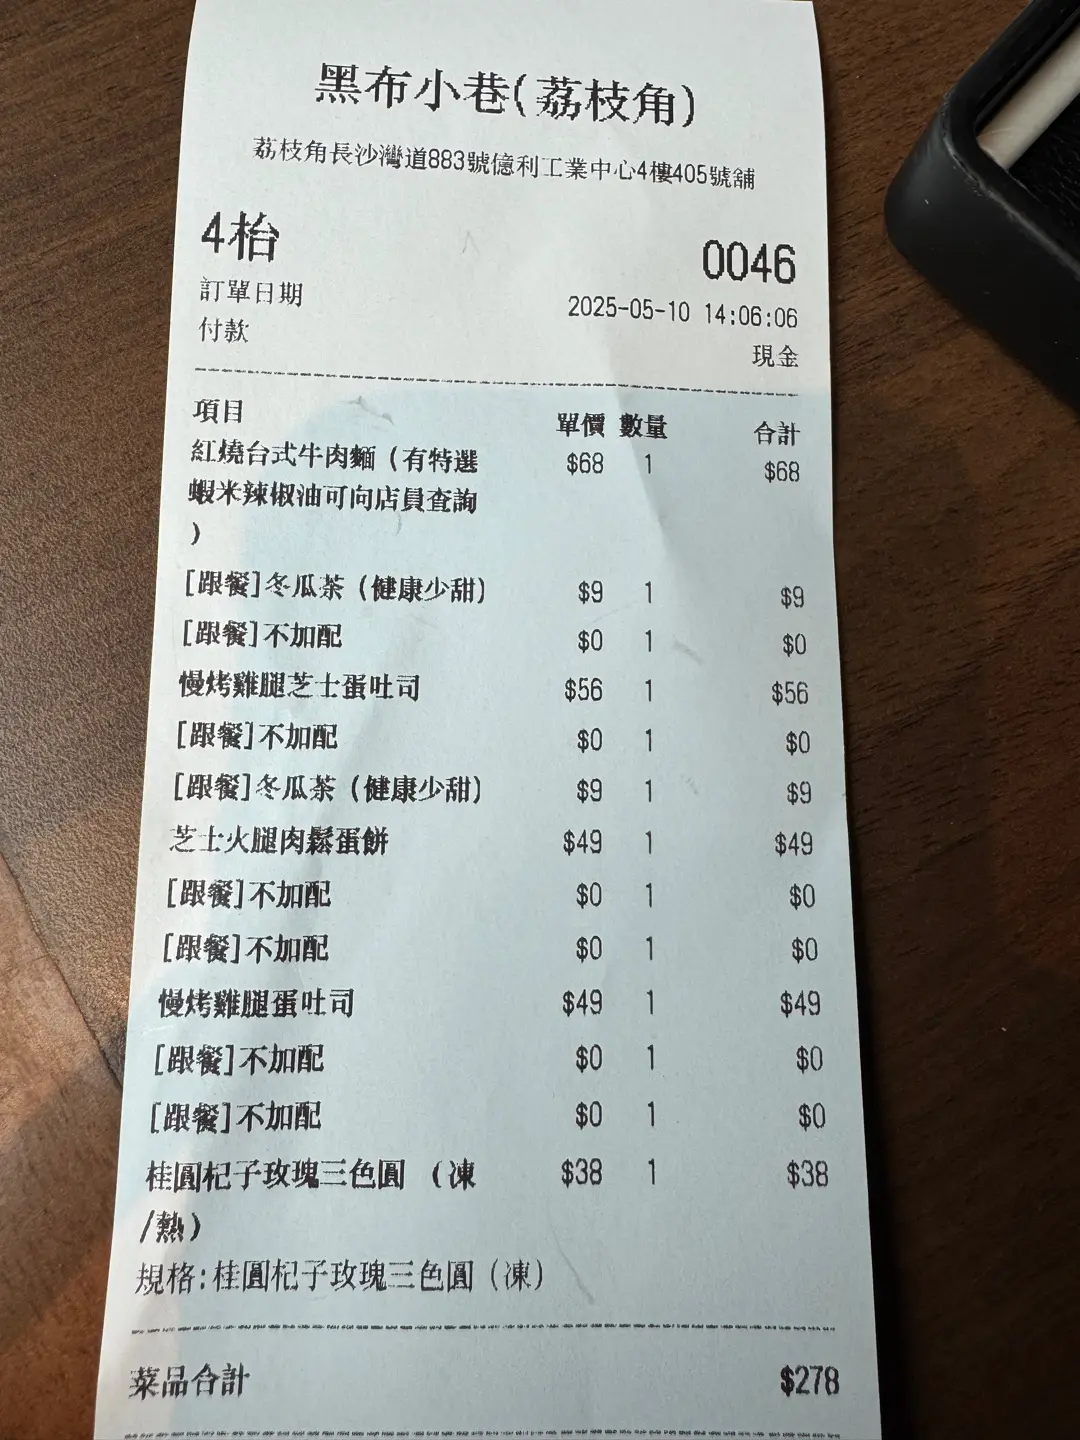 黑布小巷(荔枝角)
荔枝角長沙灣道883號億利工業中心4樓405號舖
4枱 0046
訂單日期 2025-05-10 14:06:06
付款 現金
項目 單價 數量 合計
紅燒台式牛肉麵（有特選 $68 1 $68
蝦米辣椒油可向店員查詢
）
[跟餐]冬瓜茶（健康少甜） $9 1 $9
[跟餐]不加配 $0 1 $0
慢烤雞腿芝士蛋吐司 $56 1 $56
[跟餐]不加配 $0 1 $0
[跟餐]冬瓜茶（健康少甜） $9 1 $9
芝士火腿肉鬆蛋餅 $49 1 $49
[跟餐]不加配 $0 1 $0
[跟餐]不加配 $0 1 $0
慢烤雞腿蛋吐司 $49 1 $49
[跟餐]不加配 $0 1 $0
[跟餐]不加配 $0 1 $0
桂圓杞子玫瑰三色圓 （凍 $38 1 $38
/熱）
規格:桂圓杞子玫瑰三色圓（凍）
菜品合計 $278